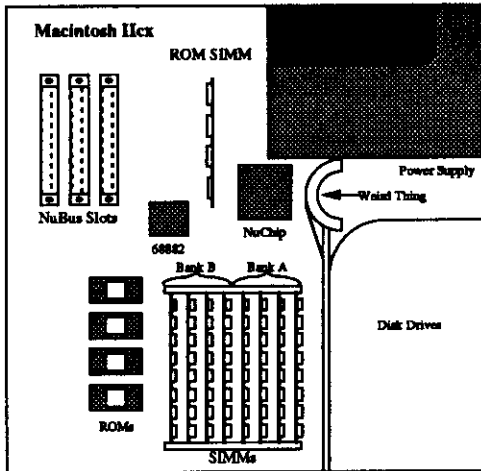 Macintosh IIcx
ROM SIMM
Power Supply
Weird Thing
NuBus Slots
NuChip
68882
Bank B
Bank A
Disk Drives
ROMs
SIMMs